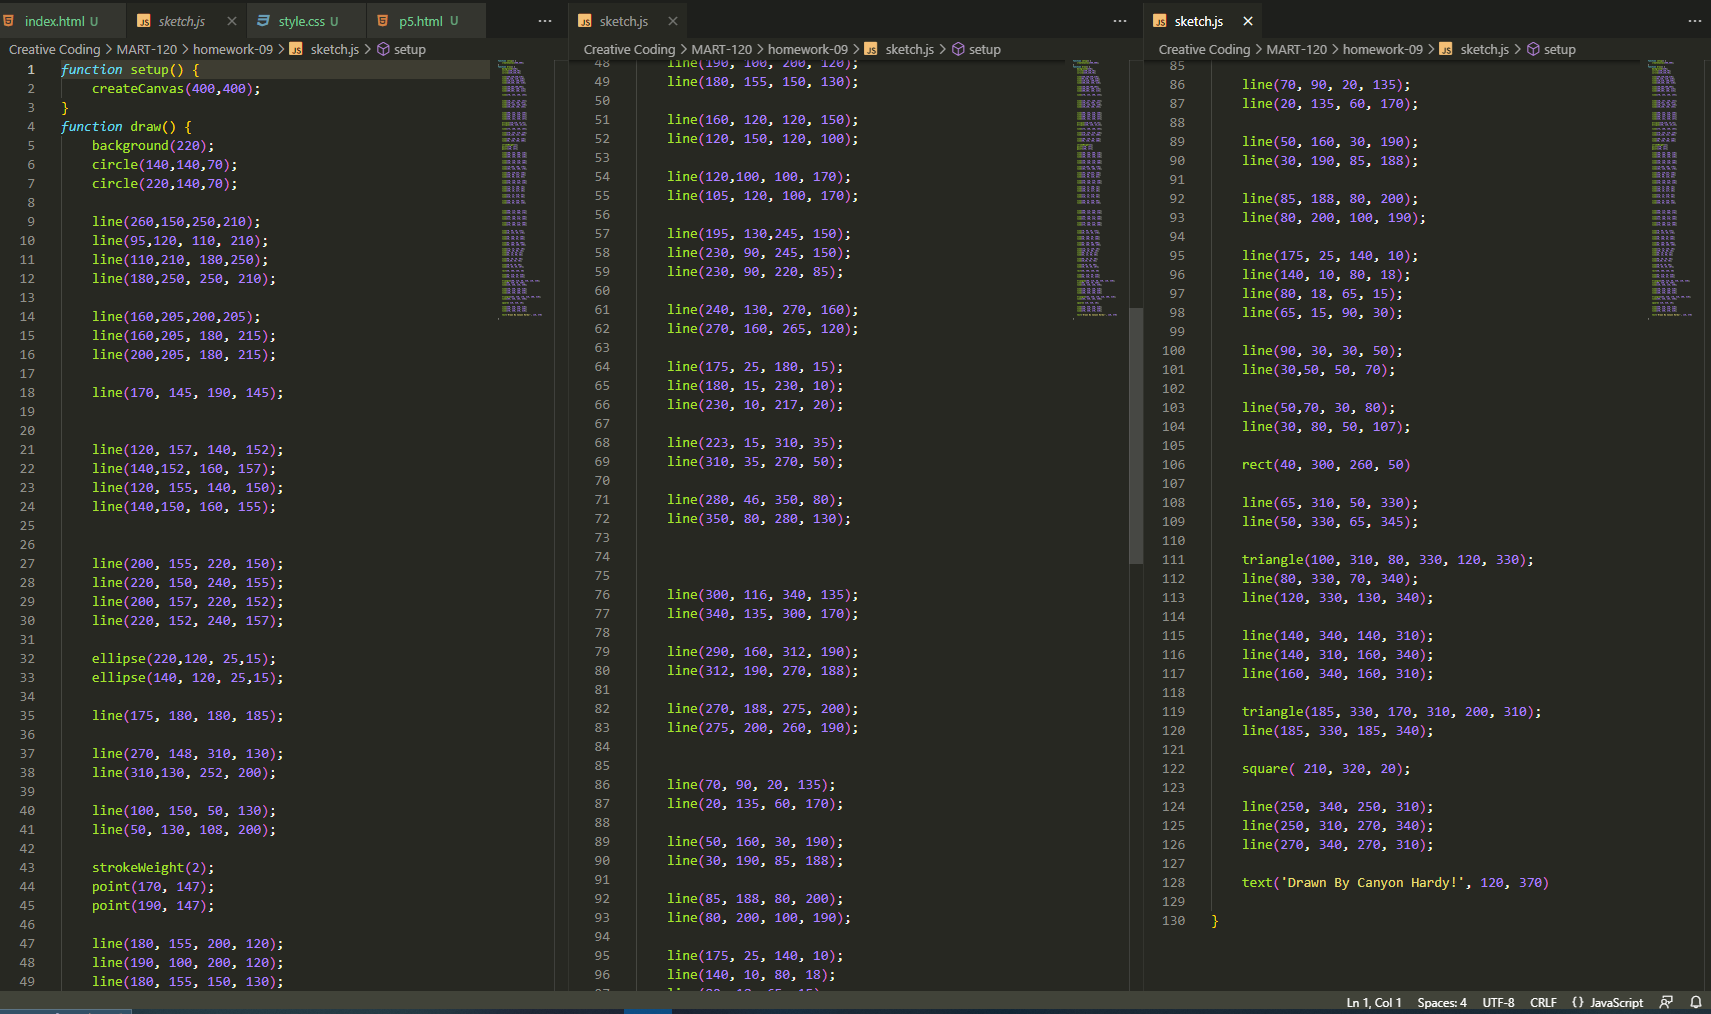 index.html U
sketch.js
style.css U
p5.html U
Creative Coding > MART-120 > homework-09 > JS sketch.js > setup
1 function setup() {
2 createCanvas(400,400);
3 }
4 function draw() {
5 background(220);
6 circle(140,140,70);
7 circle(220,140,70);
8
9 line(260,150,250,210);
10 line(95,120, 110, 210);
11 line(110,210, 180,250);
12 line(180,250, 250, 210);
13
14 line(160,205,200,205);
15 line(160,205, 180, 215);
16 line(200,205, 180, 215);
17
18 line(170, 145, 190, 145);
19
20
21 line(120, 157, 140, 152);
22 line(140,152, 160, 157);
23 line(120, 155, 140, 150);
24 line(140,150, 160, 155);
25
26
27 line(200, 155, 220, 150);
28 line(220, 150, 240, 155);
29 line(200, 157, 220, 152);
30 line(220, 152, 240, 157);
31
32 ellipse(220,120, 25,15);
33 ellipse(140, 120, 25,15);
34
35 line(175, 180, 180, 185);
36
37 line(270, 148, 310, 130);
38 line(310,130, 252, 200);
39
40 line(100, 150, 50, 130);
41 line(50, 130, 108, 200);
42
43 strokeWeight(2);
44 point(170, 147);
45 point(190, 147);
46
47 line(180, 155, 200, 120);
48 line(190, 100, 200, 120);
49 line(180, 155, 150, 130);
JS sketch.js
Creative Coding > MART-120 > homework-09 > JS sketch.js > setup
48 line(190, 100, 200, 120);
49 line(180, 155, 150, 130);
50
51 line(160, 120, 120, 150);
52 line(120, 150, 120, 100);
53
54 line(120,100, 100, 170);
55 line(105, 120, 100, 170);
56
57 line(195, 130,245, 150);
58 line(230, 90, 245, 150);
59 line(230, 90, 220, 85);
60
61 line(240, 130, 270, 160);
62 line(270, 160, 265, 120);
63
64 line(175, 25, 180, 15);
65 line(180, 15, 230, 10);
66 line(230, 10, 217, 20);
67
68 line(223, 15, 310, 35);
69 line(310, 35, 270, 50);
70
71 line(280, 46, 350, 80);
72 line(350, 80, 280, 130);
73
74
75
76 line(300, 116, 340, 135);
77 line(340, 135, 300, 170);
78
79 line(290, 160, 312, 190);
80 line(312, 190, 270, 188);
81
82 line(270, 188, 275, 200);
83 line(275, 200, 260, 190);
84
85
86 line(70, 90, 20, 135);
87 line(20, 135, 60, 170);
88
89 line(50, 160, 30, 190);
90 line(30, 190, 85, 188);
91
92 line(85, 188, 80, 200);
93 line(80, 200, 100, 190);
94
95 line(175, 25, 140, 10);
96 line(140, 10, 80, 18);
JS sketch.js
Creative Coding > MART-120 > homework-09 > JS sketch.js > setup
85
86 line(70, 90, 20, 135);
87 line(20, 135, 60, 170);
88
89 line(50, 160, 30, 190);
90 line(30, 190, 85, 188);
91
92 line(85, 188, 80, 200);
93 line(80, 200, 100, 190);
94
95 line(175, 25, 140, 10);
96 line(140, 10, 80, 18);
97 line(80, 18, 65, 15);
98 line(65, 15, 90, 30);
99
100 line(90, 30, 30, 50);
101 line(30,50, 50, 70);
102
103 line(50,70, 30, 80);
104 line(30, 80, 50, 107);
105
106 rect(40, 300, 260, 50)
107
108 line(65, 310, 50, 330);
109 line(50, 330, 65, 345);
110
111 triangle(100, 310, 80, 330, 120, 330);
112 line(80, 330, 70, 340);
113 line(120, 330, 130, 340);
114
115 line(140, 340, 140, 310);
116 line(140, 310, 160, 340);
117 line(160, 340, 160, 310);
118
119 triangle(185, 330, 170, 310, 200, 310);
120 line(185, 330, 185, 340);
121
122 square( 210, 320, 20);
123
124 line(250, 340, 250, 310);
125 line(250, 310, 270, 340);
126 line(270, 340, 270, 310);
127
128 text('Drawn By Canyon Hardy!', 120, 370)
129
130 }
Ln 1, Col 1 Spaces: 4 UTF-8 CRLF {} JavaScript